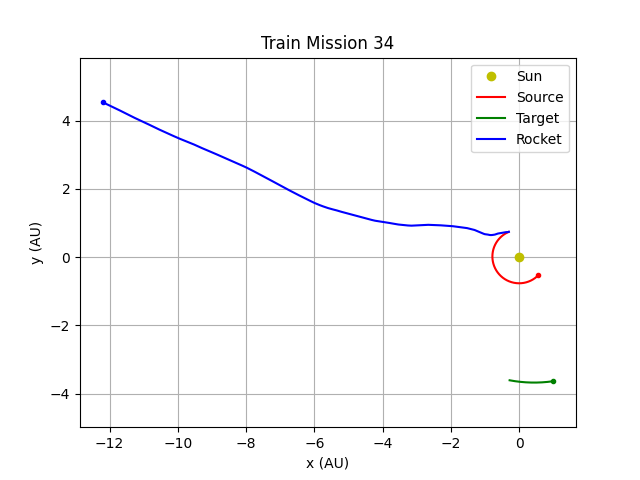 Train Mission 34
Sun
Source
Target
Rocket
y (AU)
4
2
0
−2
−4
−12
−10
−8
−6
−4
−2
0
x (AU)